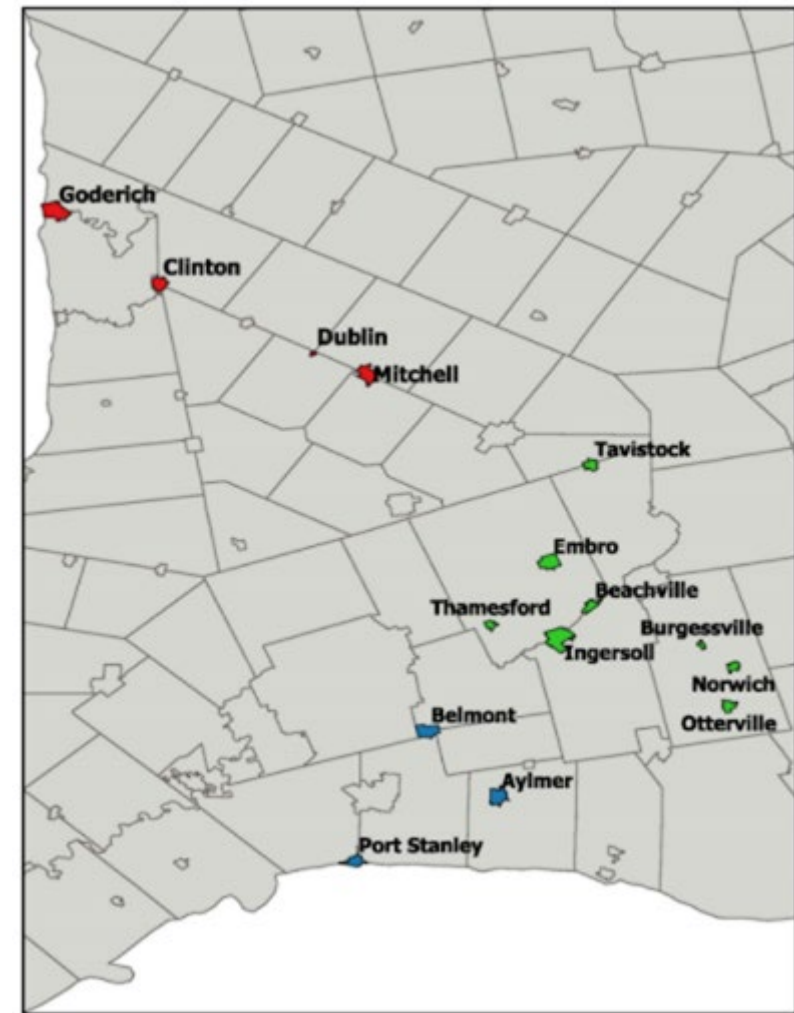 Goderich
Clinton
Dublin
Mitchell
Tavistock
Embro
Beachville
Thamesford
Burgessville
Ingersoll
Norwich
Otterville
Belmont
Aylmer
Port Stanley